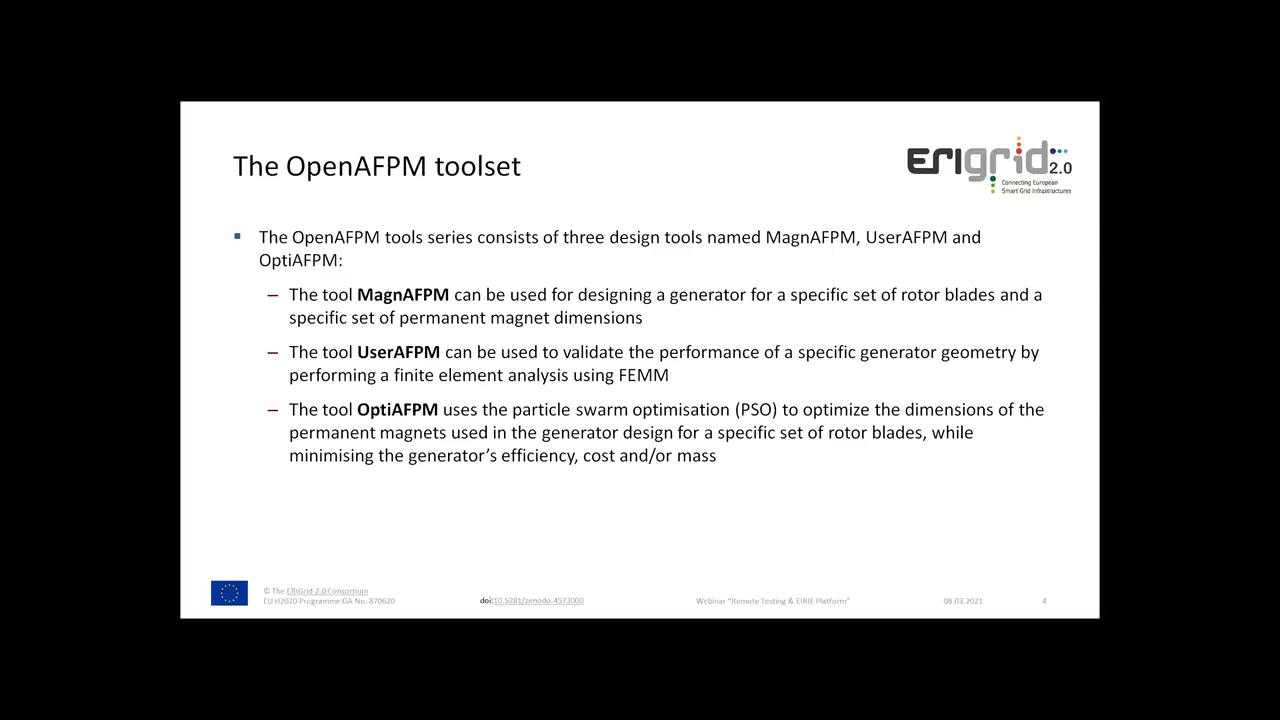 The OpenAFPM toolset
ERIgrid 2.0
Connecting European
Smart Grid Infrastructures
▪ The OpenAFPM tools series consists of three design tools named MagnAFPM, UserAFPM and
OptiAFPM:
– The tool MagnAFPM can be used for designing a generator for a specific set of rotor blades and a
specific set of permanent magnet dimensions
– The tool UserAFPM can be used to validate the performance of a specific generator geometry by
performing a finite element analysis using FEMM
– The tool OptiAFPM uses the particle swarm optimisation (PSO) to optimize the dimensions of the
permanent magnets used in the generator design for a specific set of rotor blades, while
minimising the generator’s efficiency, cost and/or mass
© The ERIGrid 2.0 Consortium
EU H2020 Programme GA No. 870620
doi:10.5281/zenodo.4573000
Webinar “Remote Testing & EIRIE Platform”
08.03.2021
4